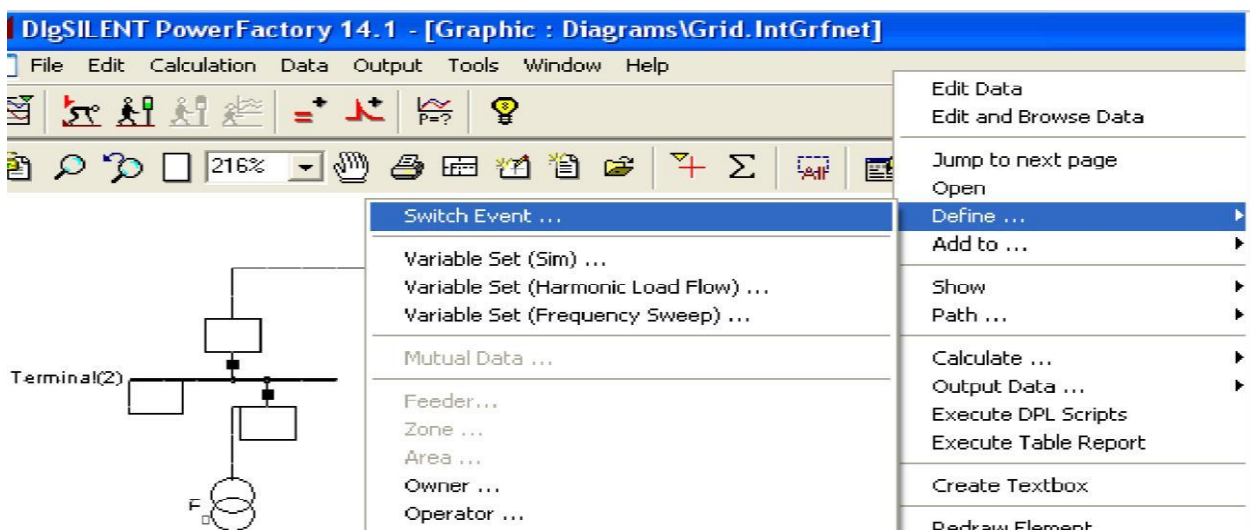 DIgSILENT PowerFactory 14.1 - [Graphic : Diagrams\Grid.IntGrfnet]
File Edit Calculation Data Output Tools Window Help
P=?
216%
Edit Data
Edit and Browse Data
Jump to next page
Open
Define ...
Add to ...
Show
Path ...
Calculate ...
Output Data ...
Execute DPL Scripts
Execute Table Report
Create Textbox
Redraw Element
Switch Event ...
Variable Set (Sim) ...
Variable Set (Harmonic Load Flow) ...
Variable Set (Frequency Sweep) ...
Mutual Data ...
Feeder...
Zone ...
Area ...
Owner ...
Operator ...
Terminal(2)